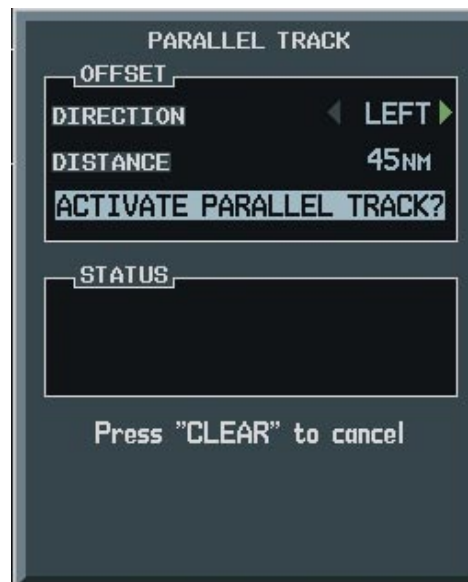 PARALLEL TRACK
OFFSET
DIRECTION LEFT
DISTANCE 45NM
ACTIVATE PARALLEL TRACK?
STATUS
Press "CLEAR" to cancel